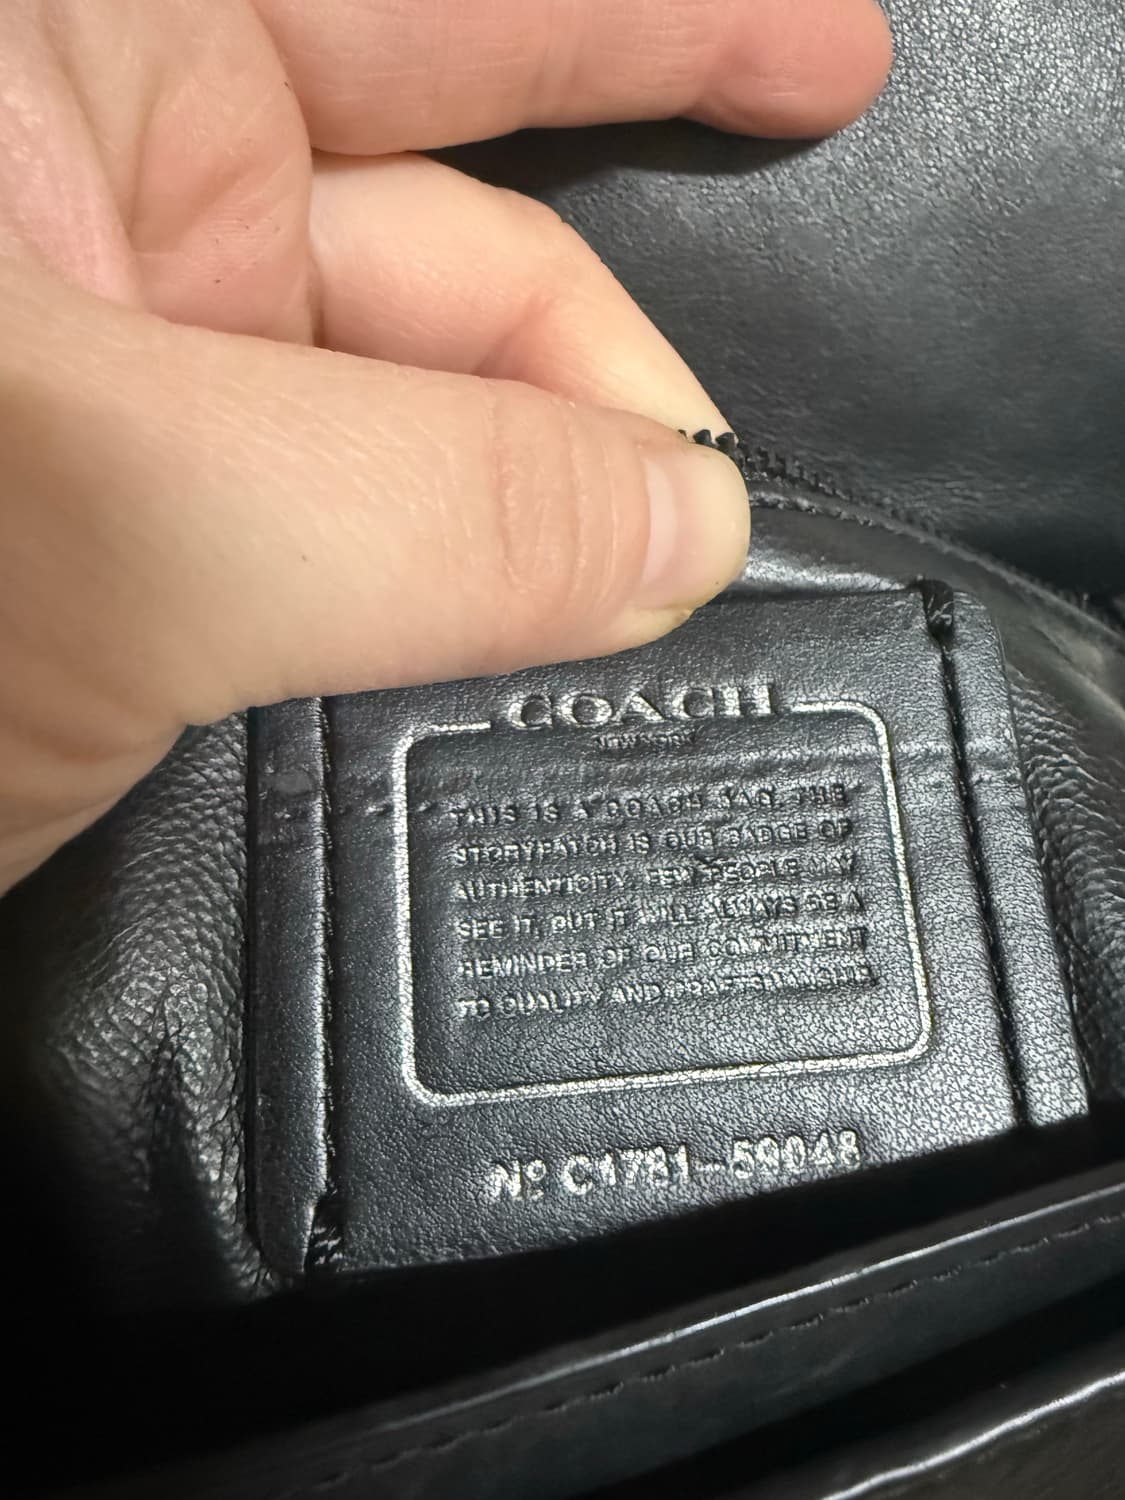 COACH
NEW YORK
THIS IS A COACH BAG. THE
STORYPATCH IS OUR BADGE OF
AUTHENTICITY. FEW PEOPLE MAY
SEE IT, BUT IT WILL ALWAYS BE A
REMINDER OF OUR COMMITMENT
TO QUALITY AND CRAFTSMANSHIP.
Nº C1781-59048